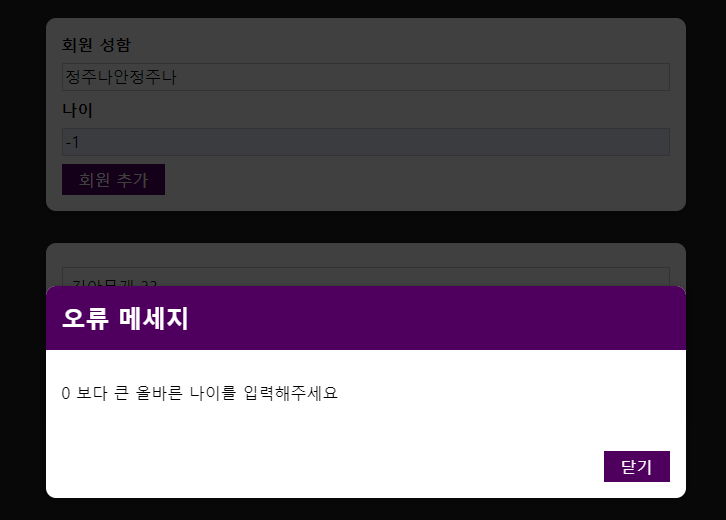 회원 성함
정주나안정주나
나이
-1
회원 추가
오류 메세지
0 보다 큰 올바른 나이를 입력해주세요
닫기